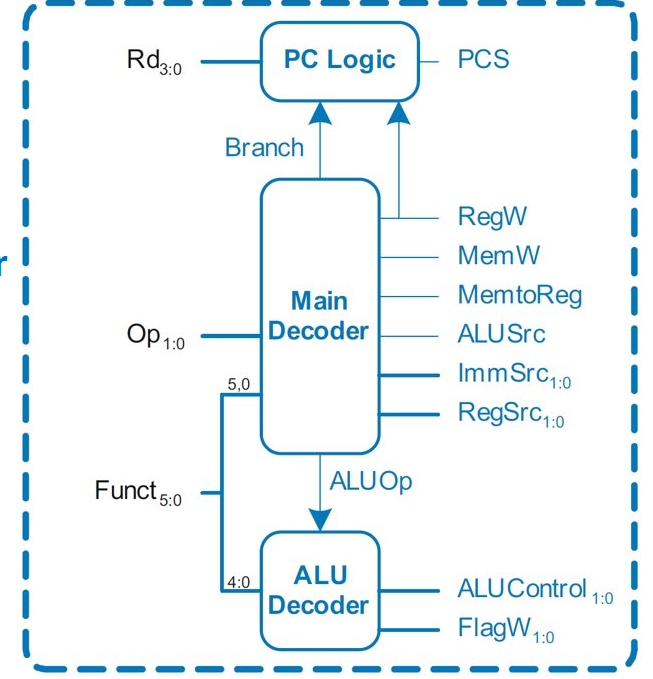 Rd3:0
PC Logic
PCS
Branch
RegW
MemW
MemtoReg
ALUSrc
ImmSrc1:0
RegSrc1:0
Main
Decoder
Op1:0
5,0
Funct5:0
ALUOp
4:0
ALU
Decoder
ALUControl1:0
FlagW1:0
r